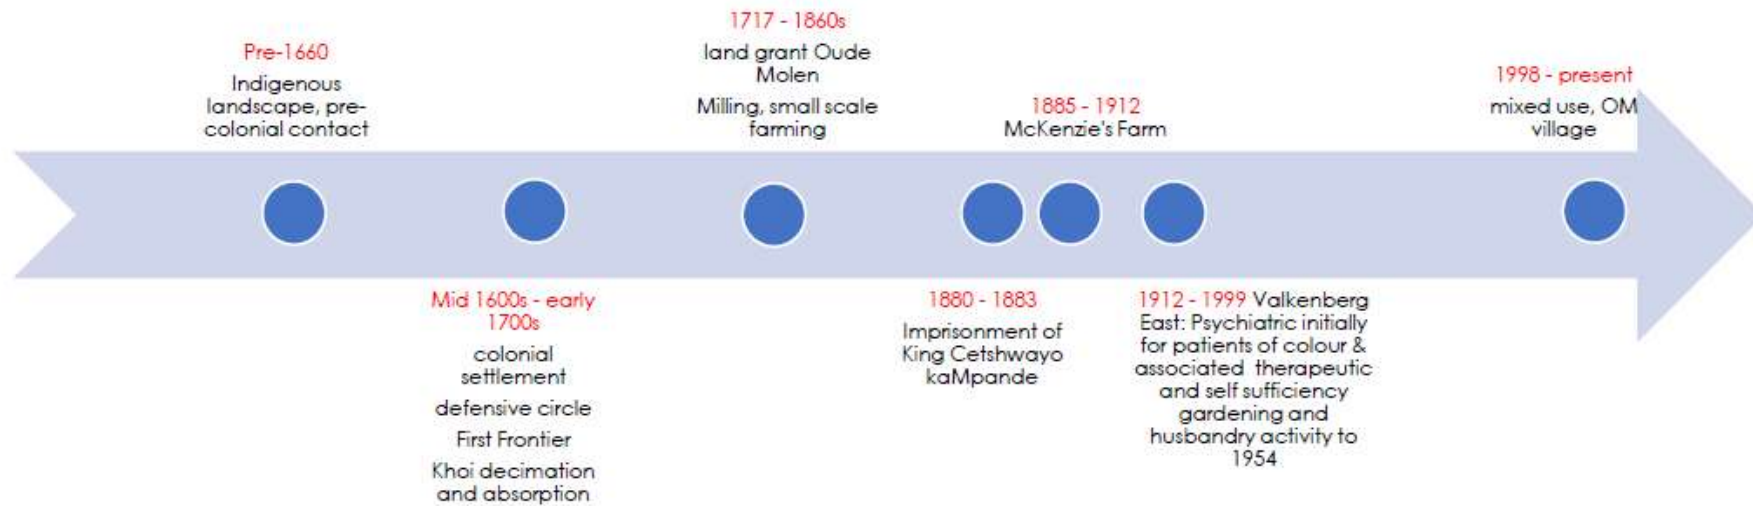 Pre-1660
Indigenous
landscape, pre-
colonial contact
Mid 1600s - early
1700s
colonial
settlement
defensive circle
First Frontier
Khoi decimation
and absorption
1717 - 1860s
land grant Oude
Molen
Milling, small scale
farming
1880 - 1883
Imprisonment of
King Cetshwayo
kaMpande
1885 - 1912
McKenzie's Farm
1912 - 1999 Valkenberg
East: Psychiatric initially
for patients of colour &
associated therapeutic
and self sufficiency
gardening and
husbandry activity to
1954
1998 - present
mixed use, OM
village